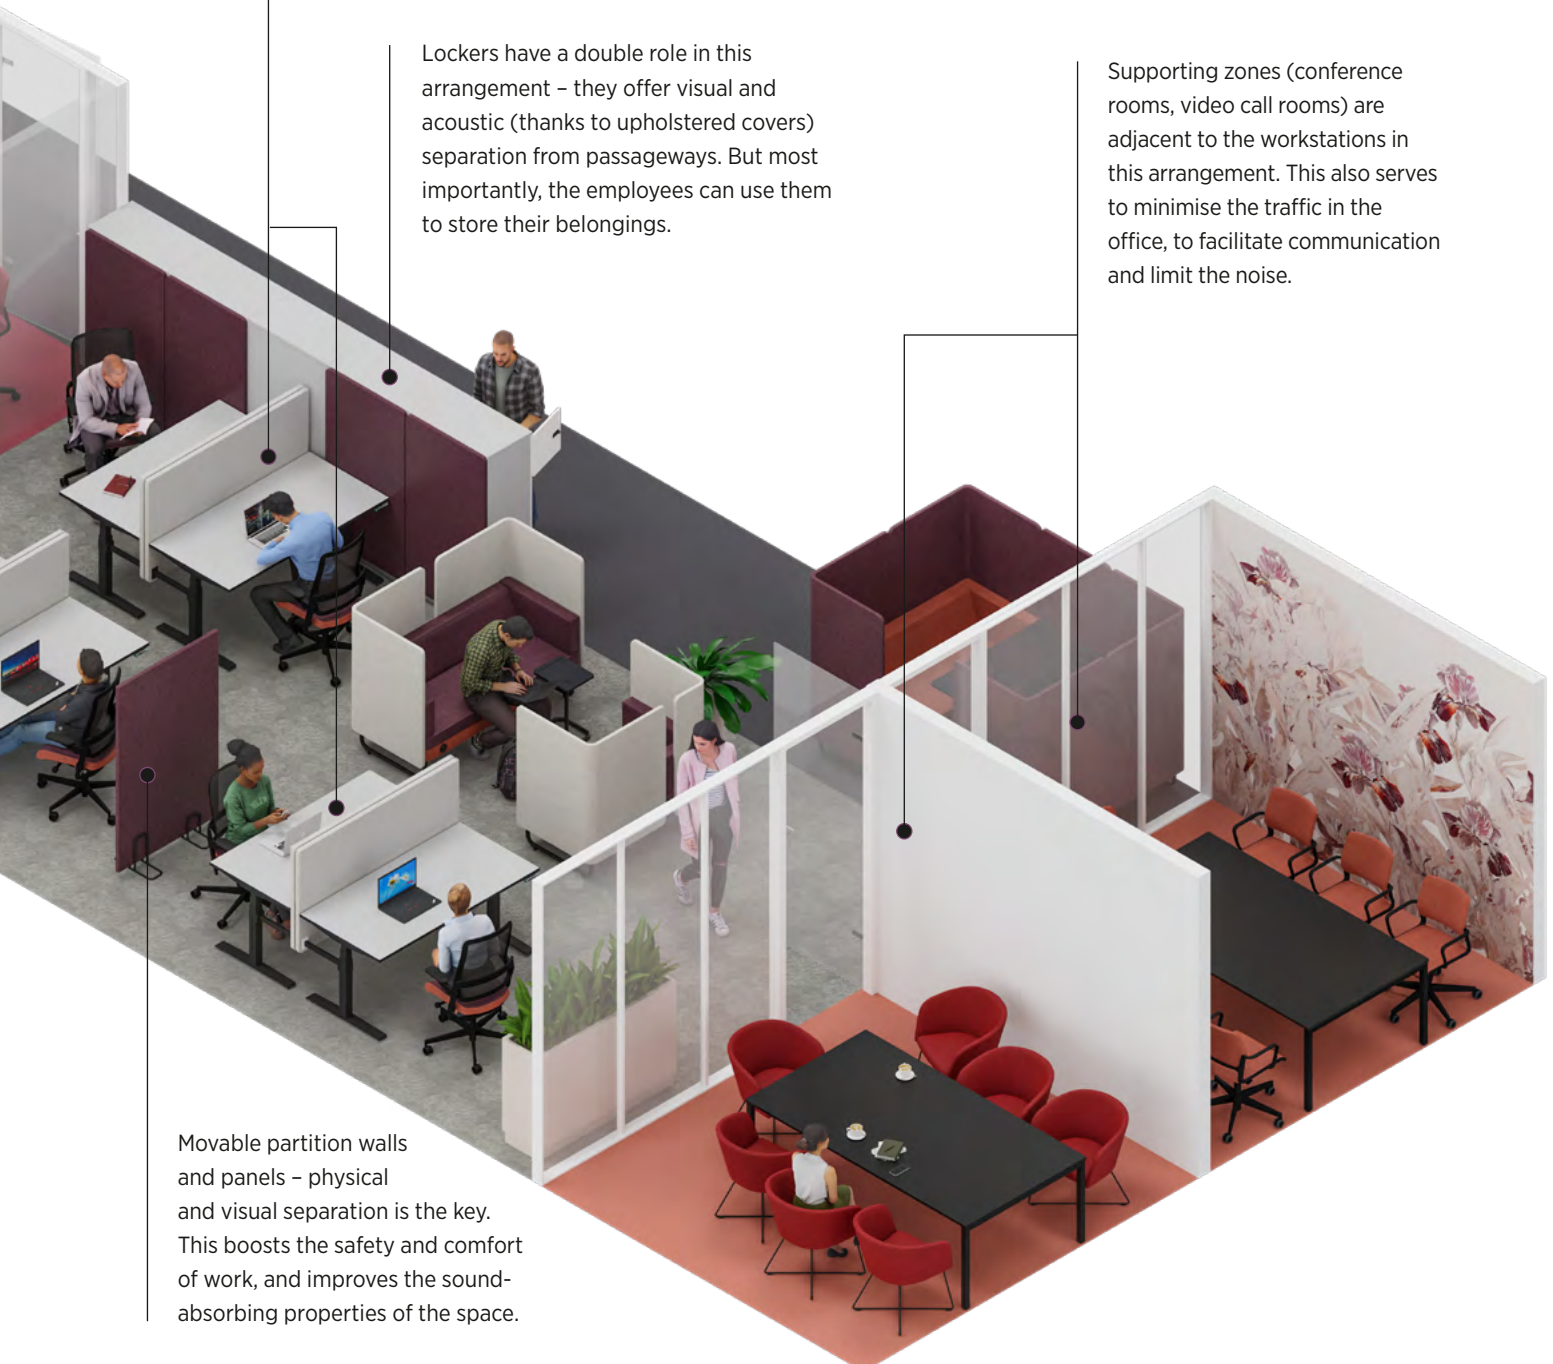 Lockers have a double role in this
arrangement – they offer visual and
acoustic (thanks to upholstered covers)
separation from passageways. But most
importantly, the employees can use them
to store their belongings.
Supporting zones (conference
rooms, video call rooms) are
adjacent to the workstations in
this arrangement. This also serves
to minimise the traffic in the
office, to facilitate communication
and limit the noise.
Movable partition walls
and panels – physical
and visual separation is the key.
This boosts the safety and comfort
of work, and improves the sound-
absorbing properties of the space.